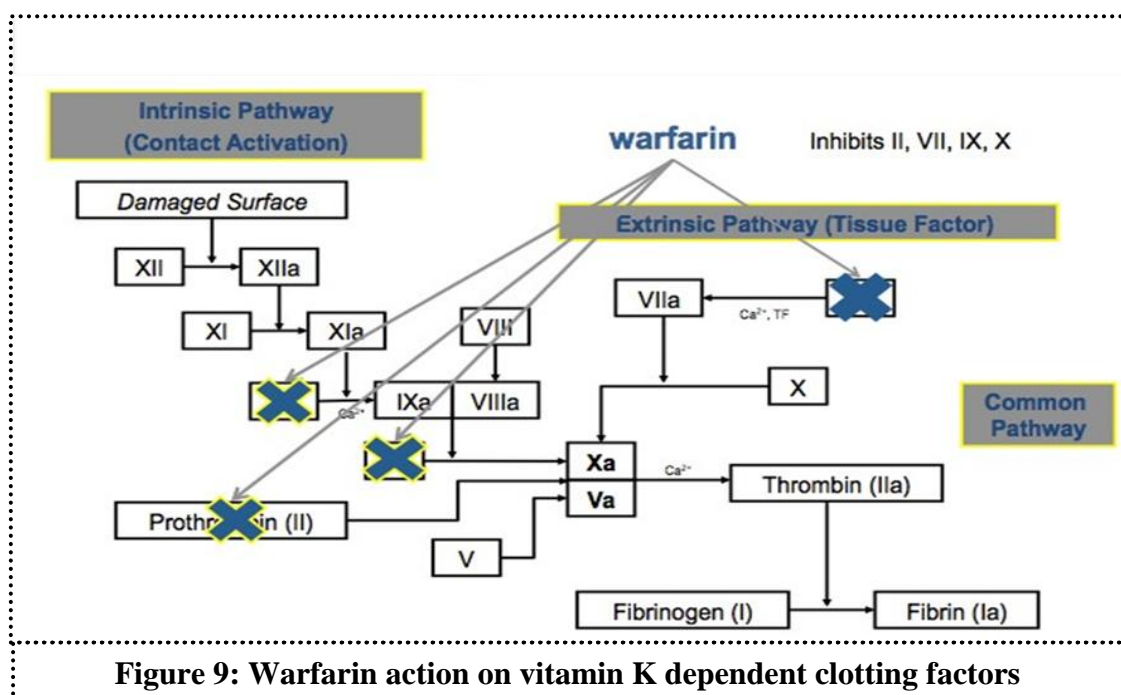 Intrinsic Pathway
(Contact Activation)
warfarin
Inhibits II, VII, IX, X
Damaged Surface
Extrinsic Pathway (Tissue Factor)
XII
XIIa
VIIa
Ca²⁺, TF
XI
XIa
VIII
X
IXa
VIIIa
Ca²⁺
Common
Pathway
Xa
Ca²⁺
Thrombin (IIa)
Va
(II)
V
Fibrinogen (I)
Fibrin (Ia)
Figure 9: Warfarin action on vitamin K dependent clotting factors